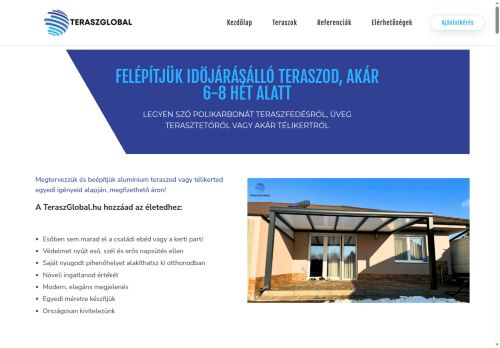 TERASZGLOBAL
Kezdőlap
Teraszok
Referenciák
Elérhetőségek
Ajánlatkérés
FELÉPÍTJÜK IDŐJÁRÁSÁLLÓ TERASZOD, AKÁR
6-8 HÉT ALATT
LEGYEN SZÓ POLIKARBONÁT TERASZFEDÉSRŐL, ÜVEG
TERASZTETŐRŐL VAGY AKÁR TÉLIKERTRŐL
Megtervezzük és beépítjük alumínium teraszod vagy télikerted
egyedi igényeid alapján, megfizethető áron!
A TeraszGlobal.hu hozzáad az életedhez:
Esőben sem marad el a családi ebéd vagy a kerti parti
Védelmet nyújt eső, szél és erős napsütés ellen
Saját nyugodt pihenőhelyet alakíthatsz ki otthonodban
Növeli ingatlanod értékét
Modern, elegáns megjelenés
Egyedi méretre készítjük
Országosan kivitelezünk
TERASZGLOBAL